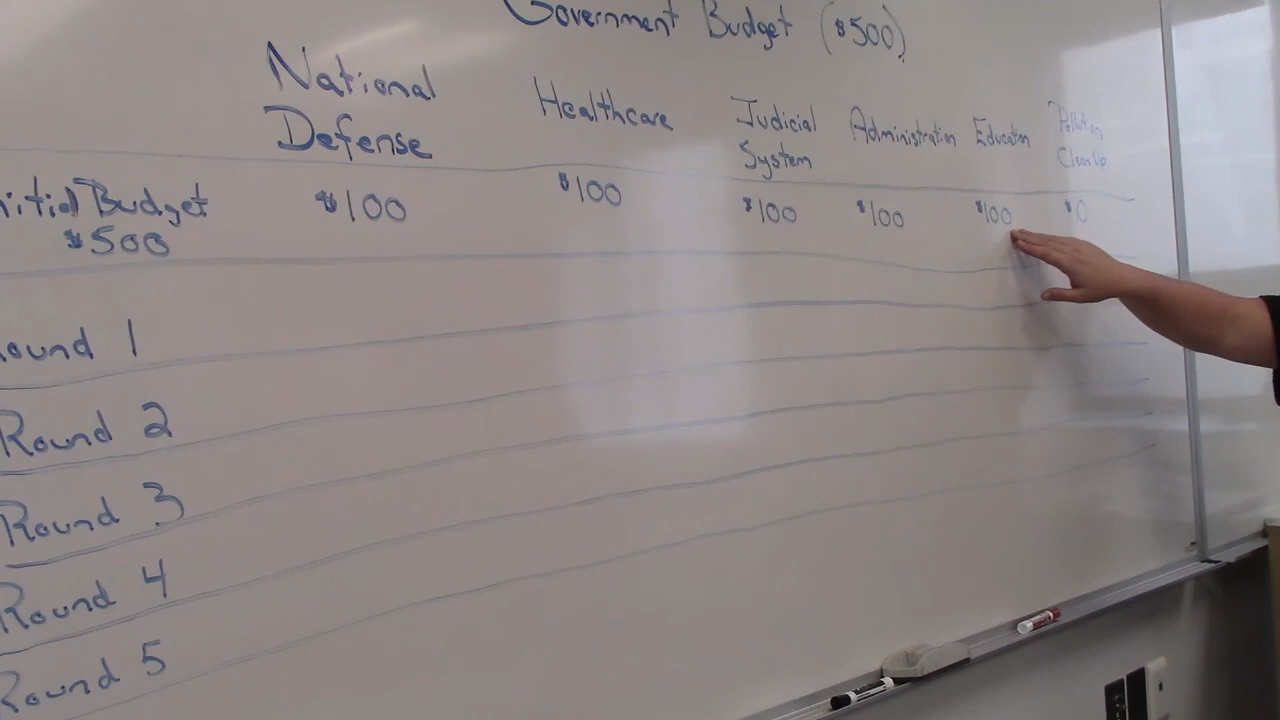 Government Budget ($500)
National Defense Healthcare Judicial System Administration Education Pollution Clean Up
Initial Budget $500 $100 $100 $100 $100 $100 $0
Round 1
Round 2
Round 3
Round 4
Round 5